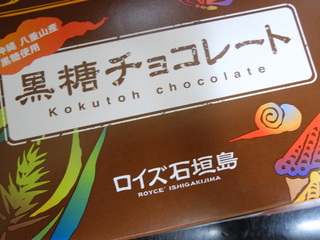 沖縄 八重山産
黒糖使用
黒糖チョコレート
Kokutoh chocolate
ロイズ石垣島
ROYCE' ISHIGAKIJIMA